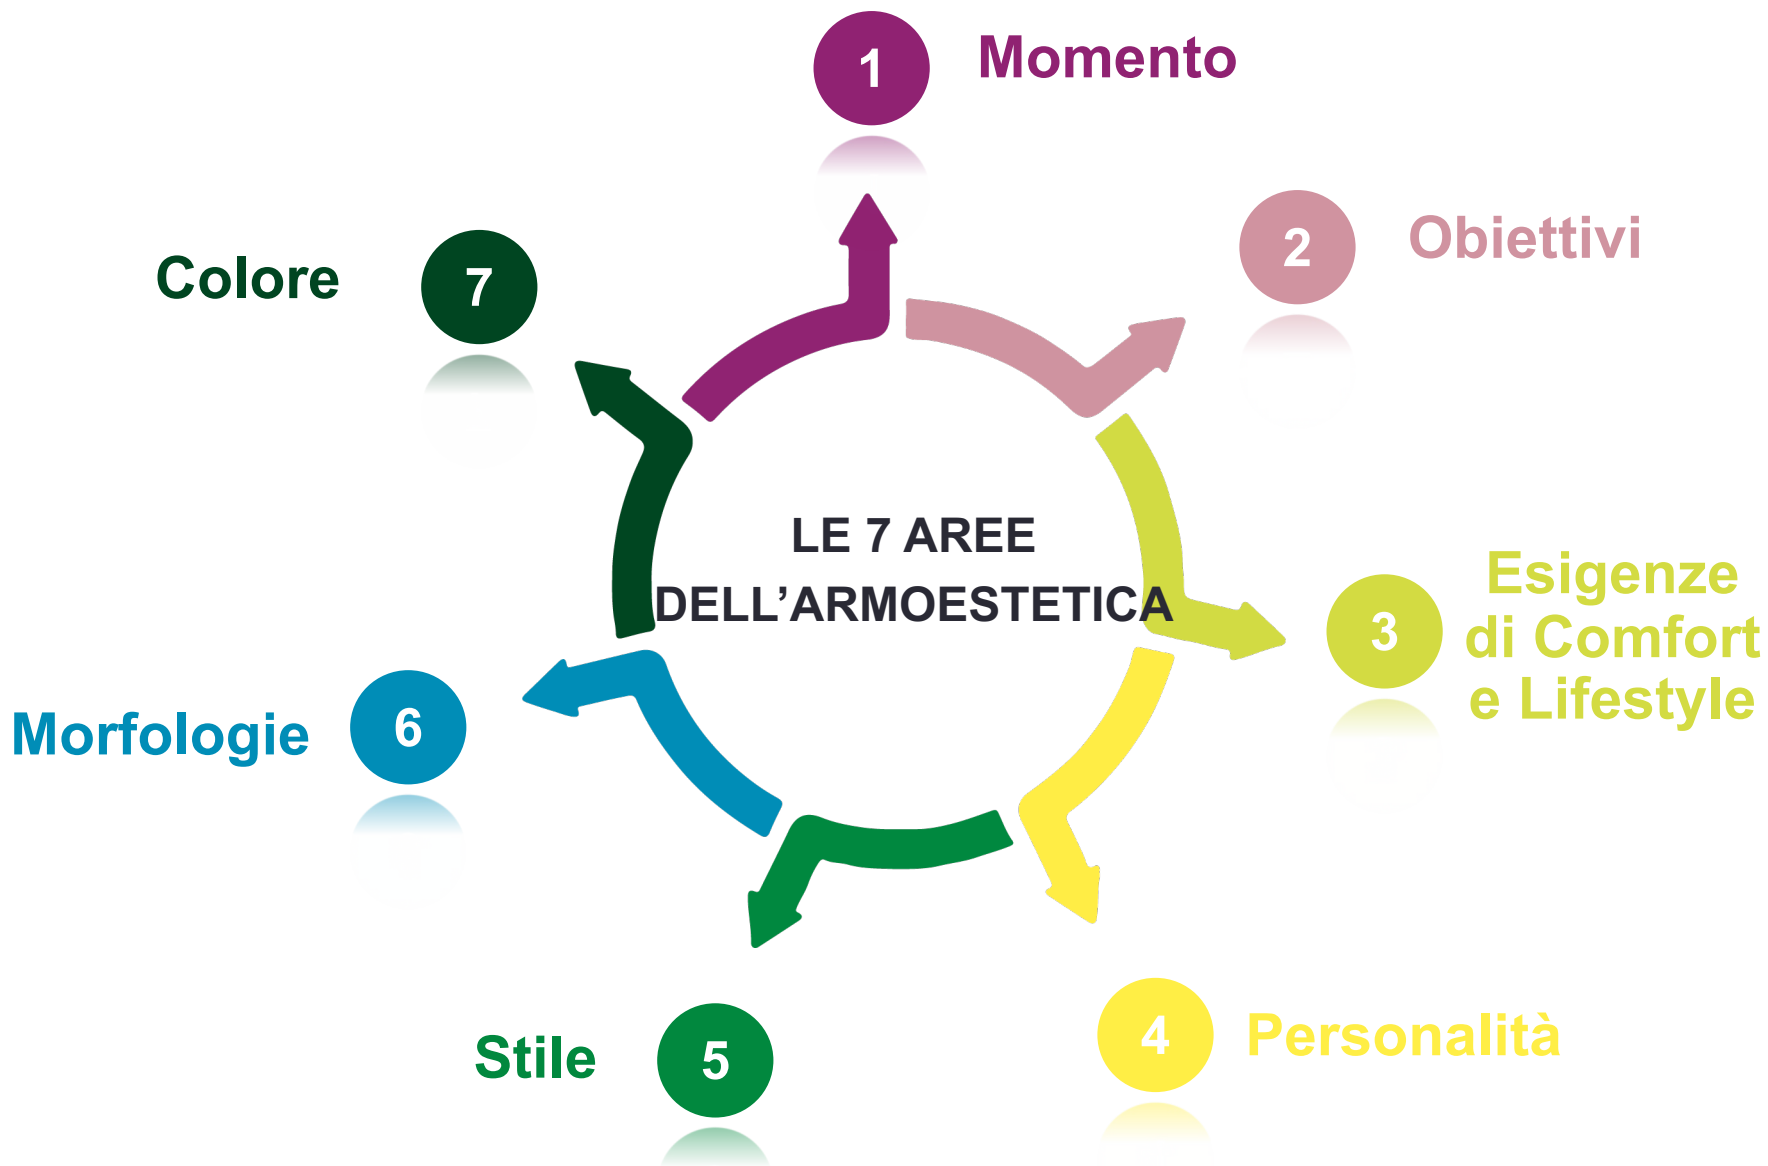 1
Momento
2
Obiettivi
7
Colore
LE 7 AREE
DELL’ARMOESTETICA
3
Esigenze
di Comfort
e Lifestyle
6
Morfologie
4
Personalità
5
Stile